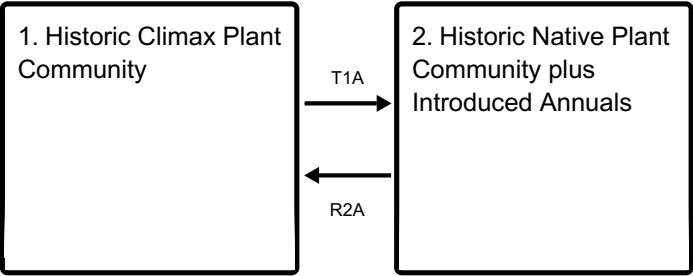 1. Historic Climax Plant
Community
T1A
R2A
2. Historic Native Plant
Community plus
Introduced Annuals